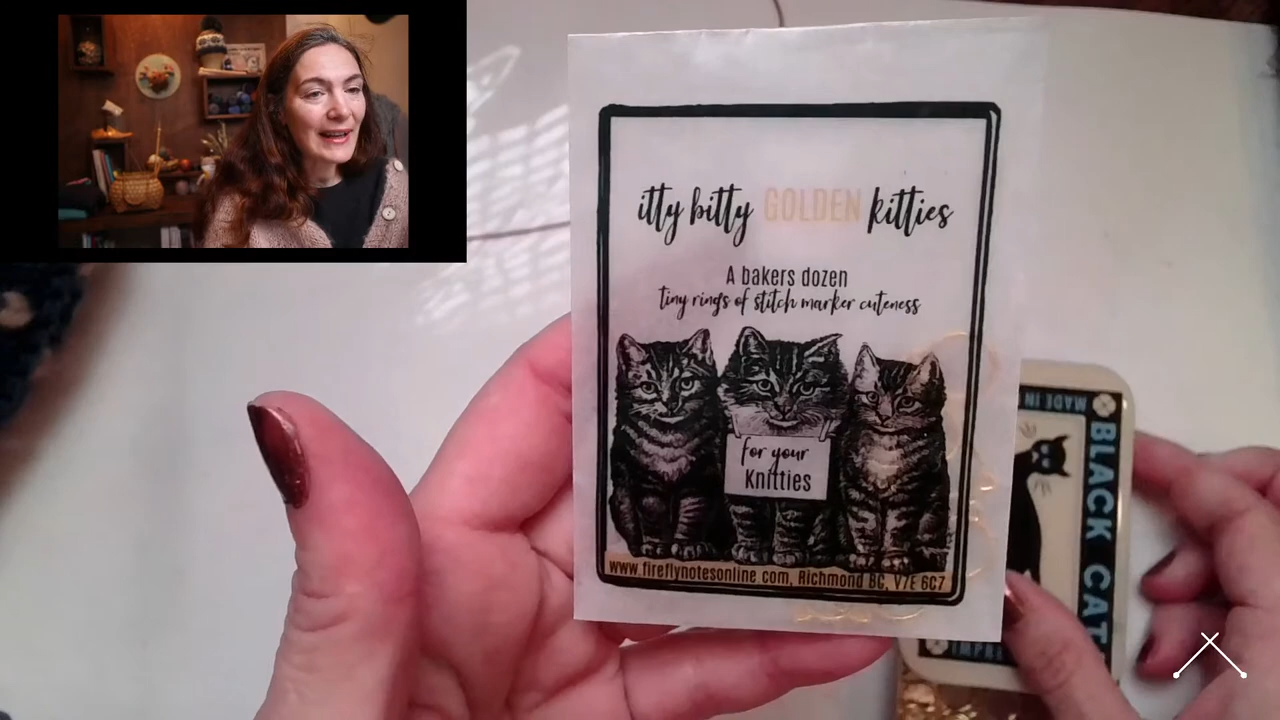 itty bitty GOLDEN kitties
A bakers dozen
tiny rings of stitch marker cuteness
for your
Knitties
www.fireflynotesonline.com, Richmond BC, V7E 6C7
MADE IN
BLACK CAT